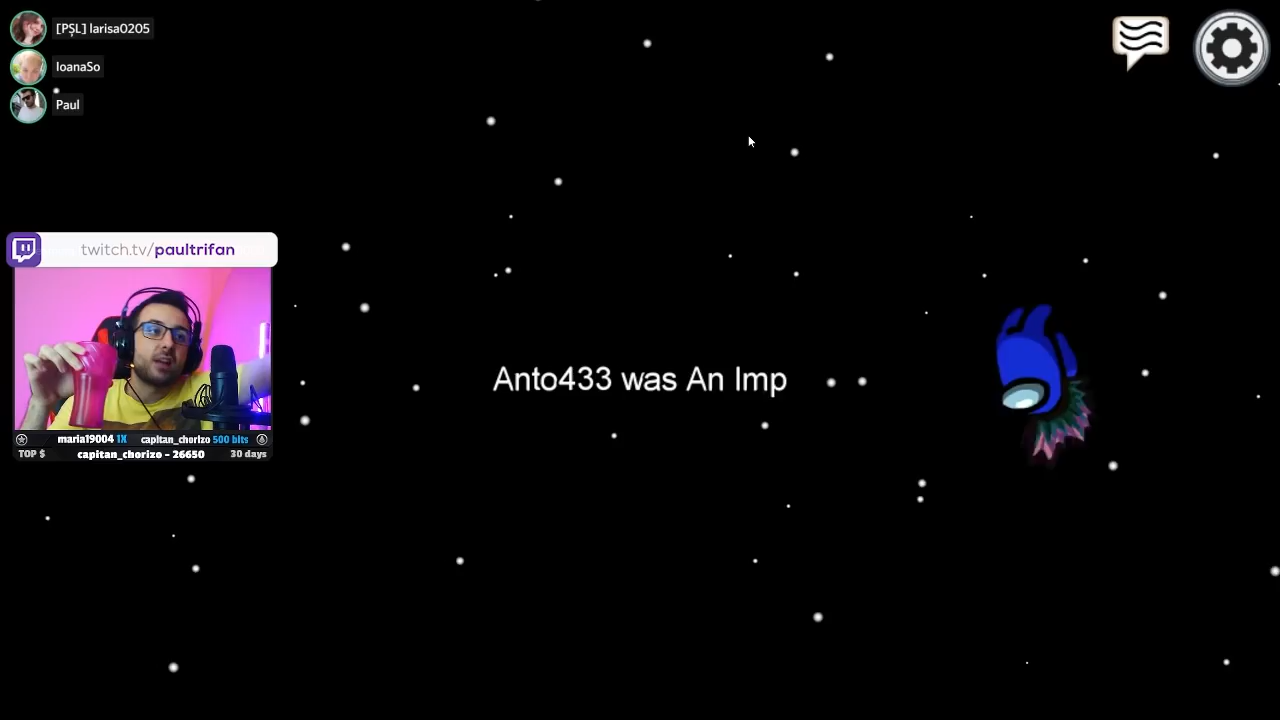 [PȘL] larisa0205
IoanaSo
Paul
twitch.tv/paultrifan
Anto433 was An Imp
maria19004 1X capitan_chorizo 500 bits
TOP $ capitan_chorizo - 26650 30 days